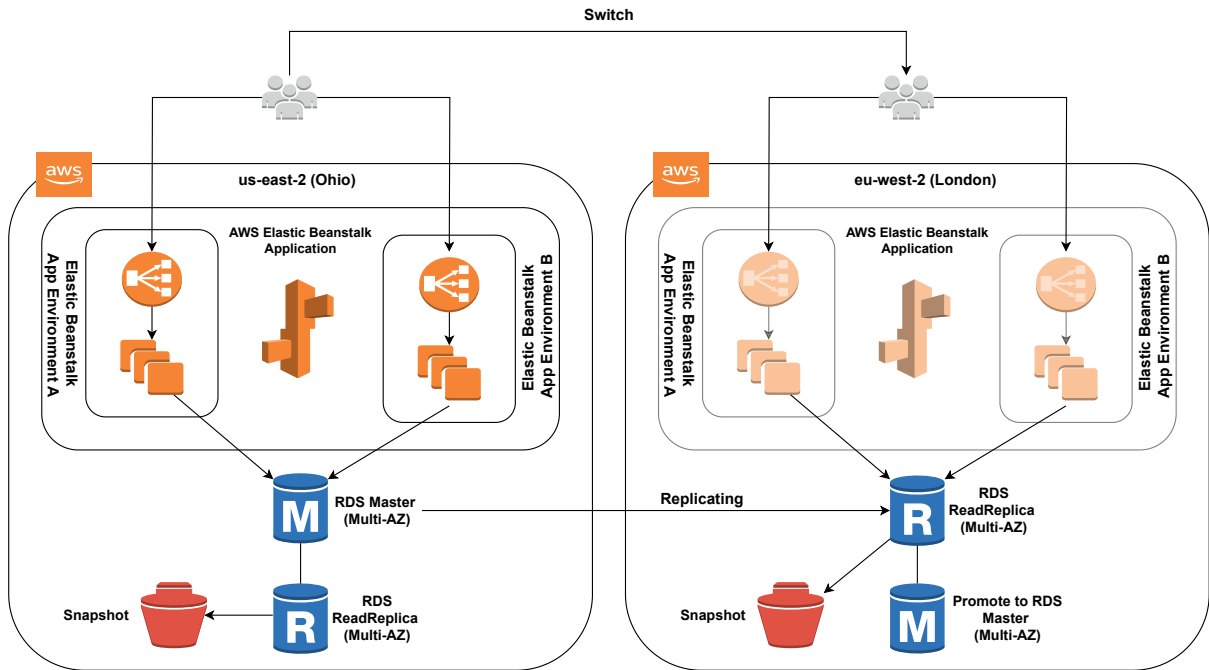 Switch
aws
us-east-2 (Ohio)
AWS Elastic Beanstalk
Application
Elastic Beanstalk
App Environment A
Elastic Beanstalk
App Environment B
M
RDS Master
(Multi-AZ)
Snapshot
R
RDS
ReadReplica
(Multi-AZ)
Replicating
aws
eu-west-2 (London)
AWS Elastic Beanstalk
Application
Elastic Beanstalk
App Environment A
Elastic Beanstalk
App Environment B
R
RDS
ReadReplica
(Multi-AZ)
Snapshot
M
Promote to RDS
Master
(Multi-AZ)